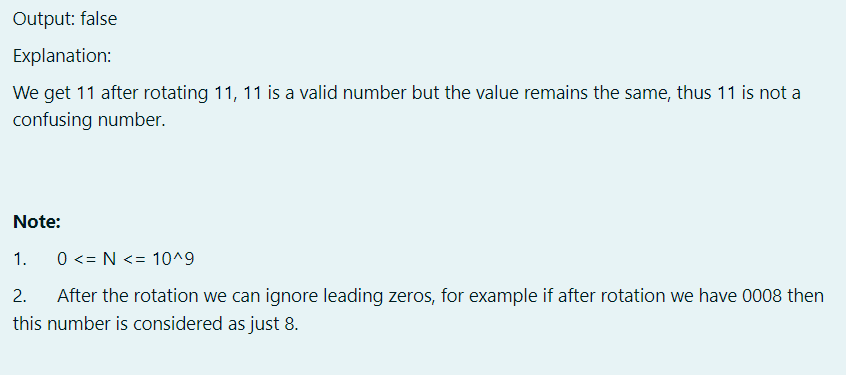 Output: false
Explanation:
We get 11 after rotating 11, 11 is a valid number but the value remains the same, thus 11 is not a
confusing number.
Note:
1. 0 <= N <= 10^9
2. After the rotation we can ignore leading zeros, for example if after rotation we have 0008 then
this number is considered as just 8.